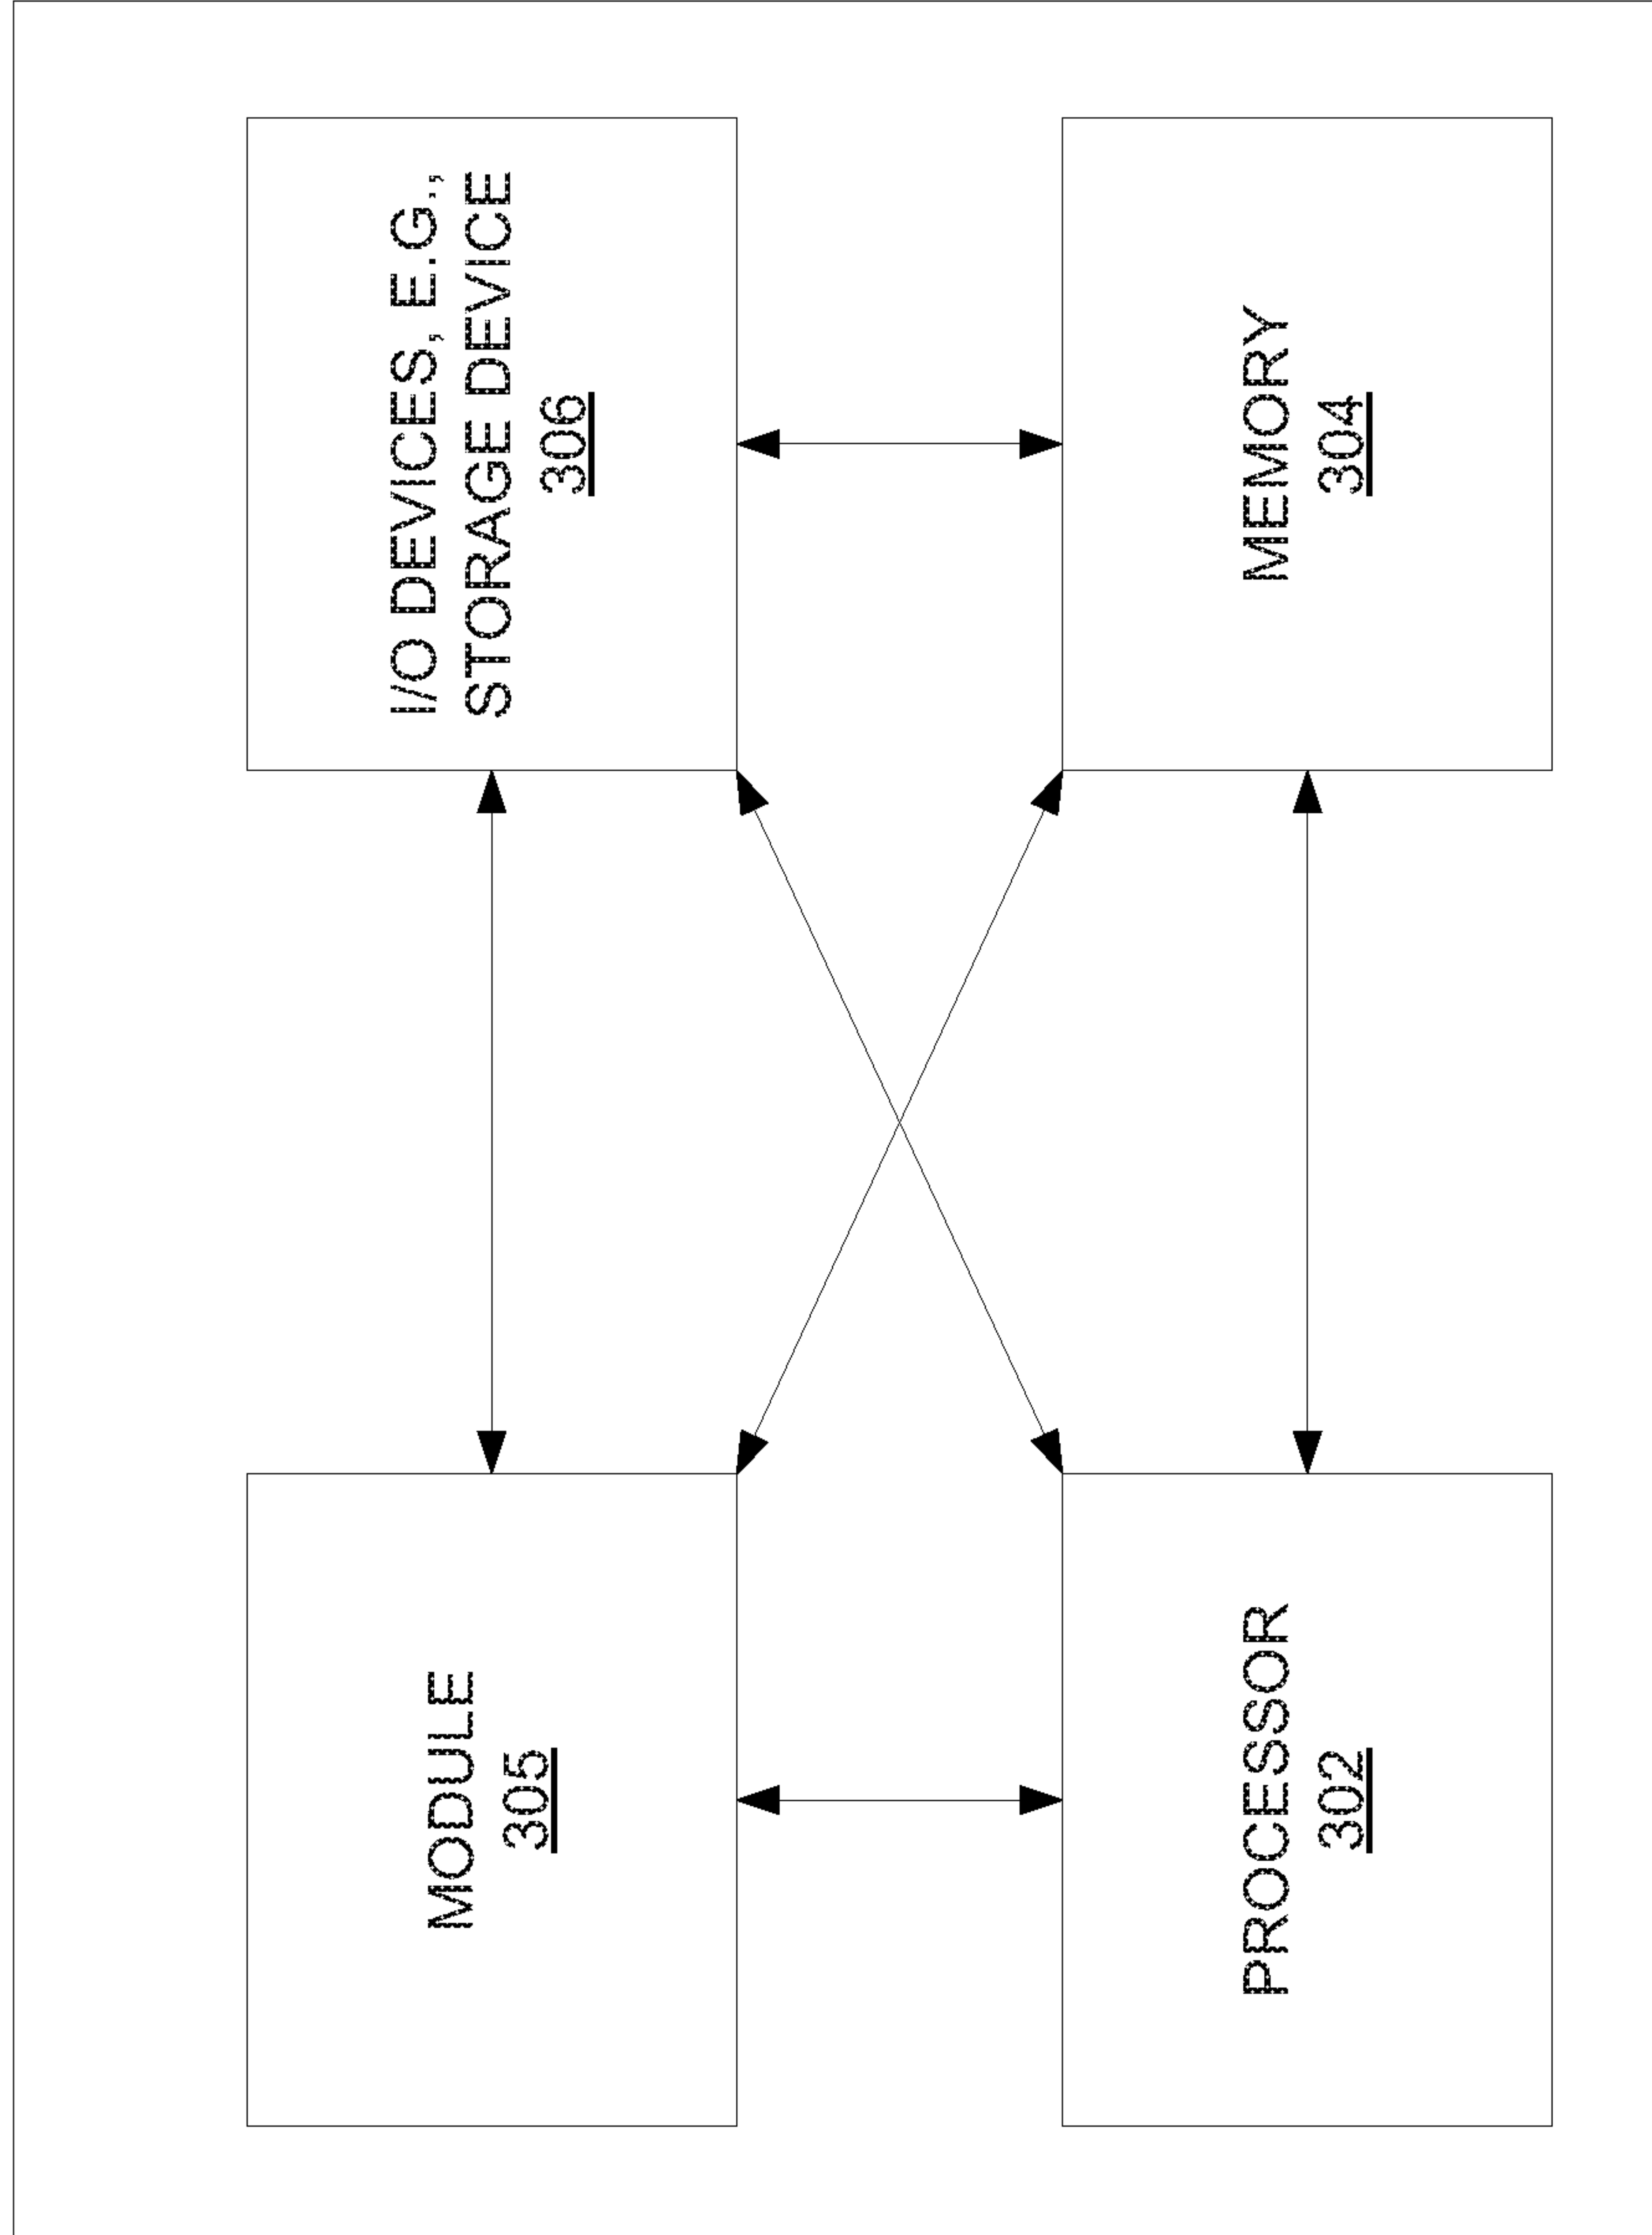 MODULE
305
I/O DEVICES, E.G.,
STORAGE DEVICE
306
PROCESSOR
302
MEMORY
304